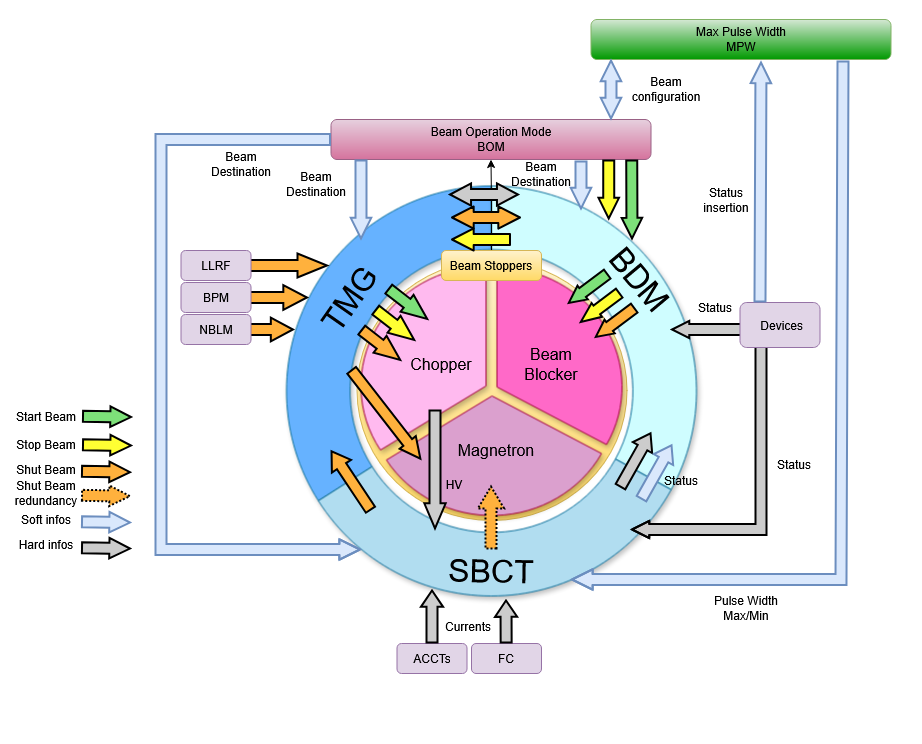 Max Pulse Width
MPW
Beam
configuration
Beam Operation Mode
BOM
Beam
Destination
Beam
Destination
Beam
Destination
Status
insertion
LLRF
BPM
NBLM
TMG
Beam Stoppers
BDM
Status
Devices
Chopper
Beam
Blocker
Magnetron
HV
Status
Status
Start Beam
Stop Beam
Shut Beam
Shut Beam
redundancy
Soft infos
Hard infos
SBCT
Pulse Width
Max/Min
Currents
ACCTs
FC